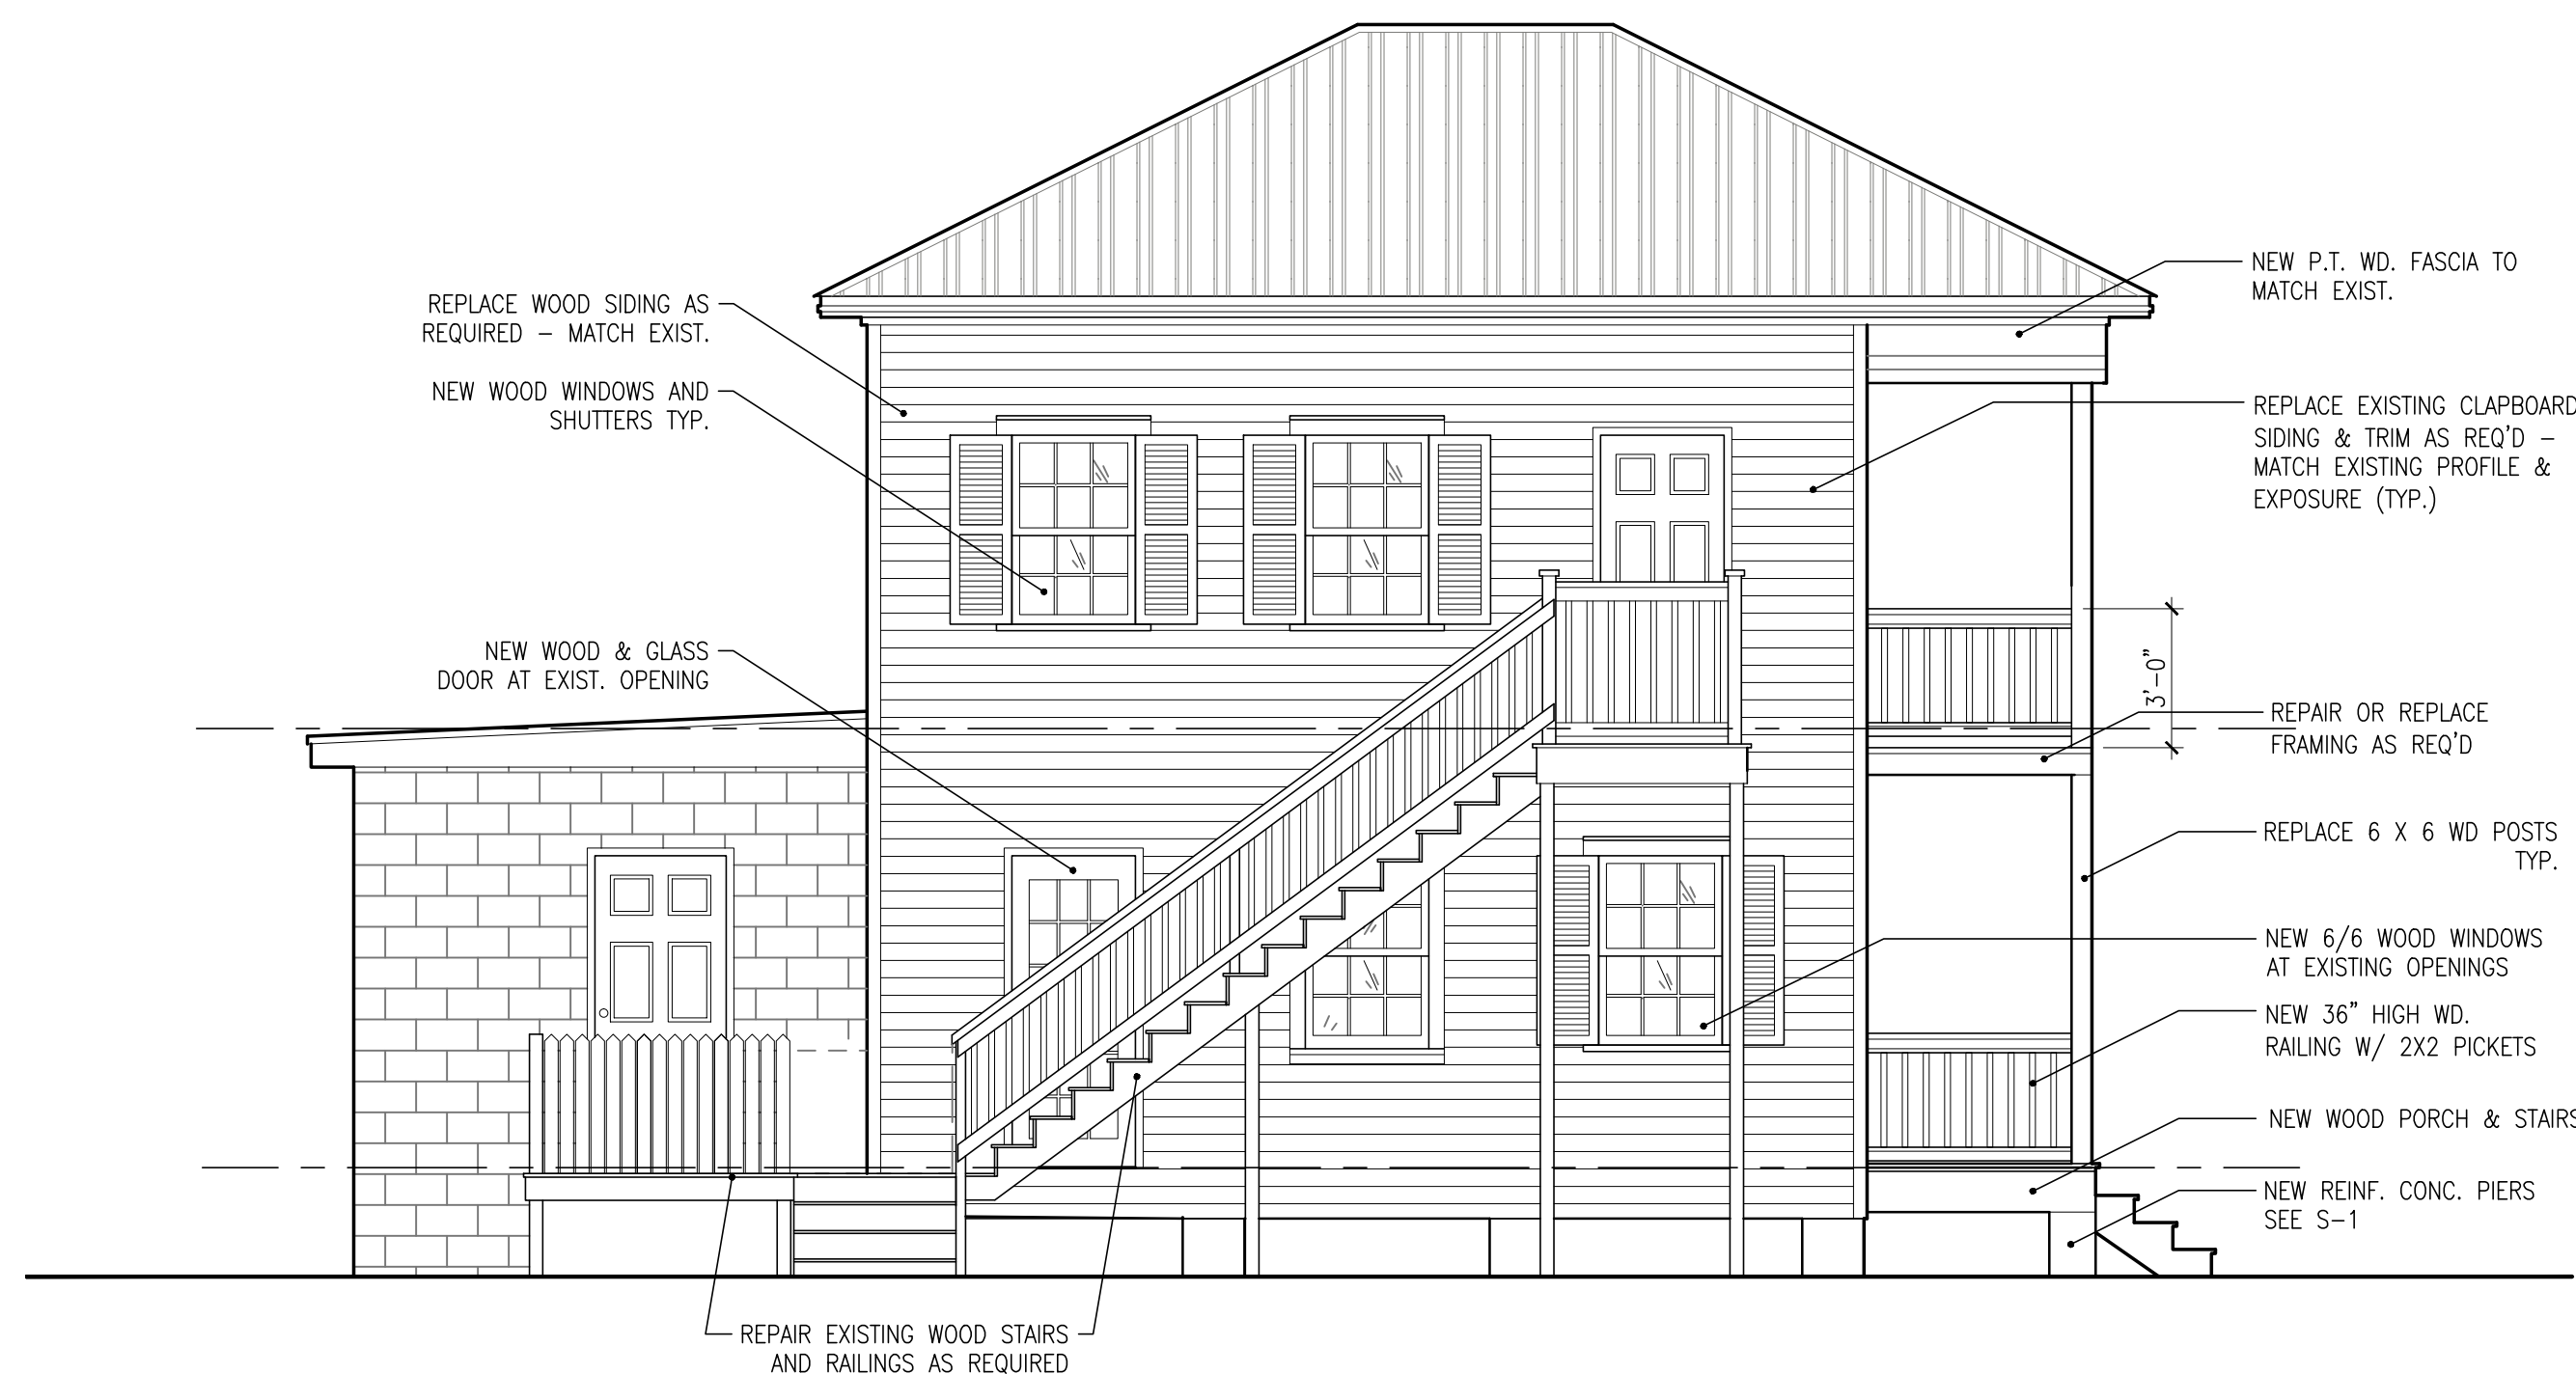 REPLACE WOOD SIDING AS
REQUIRED – MATCH EXIST.
NEW WOOD WINDOWS AND
SHUTTERS TYP.
NEW WOOD & GLASS
DOOR AT EXIST. OPENING
REPAIR EXISTING WOOD STAIRS
AND RAILINGS AS REQUIRED
NEW P.T. WD. FASCIA TO
MATCH EXIST.
REPLACE EXISTING CLAPBOARD
SIDING & TRIM AS REQ'D –
MATCH EXISTING PROFILE &
EXPOSURE (TYP.)
3'-0"
REPAIR OR REPLACE
FRAMING AS REQ'D
REPLACE 6 X 6 WD POSTS
TYP.
NEW 6/6 WOOD WINDOWS
AT EXISTING OPENINGS
NEW 36" HIGH WD.
RAILING W/ 2X2 PICKETS
NEW WOOD PORCH & STAIRS
NEW REINF. CONC. PIERS
SEE S-1